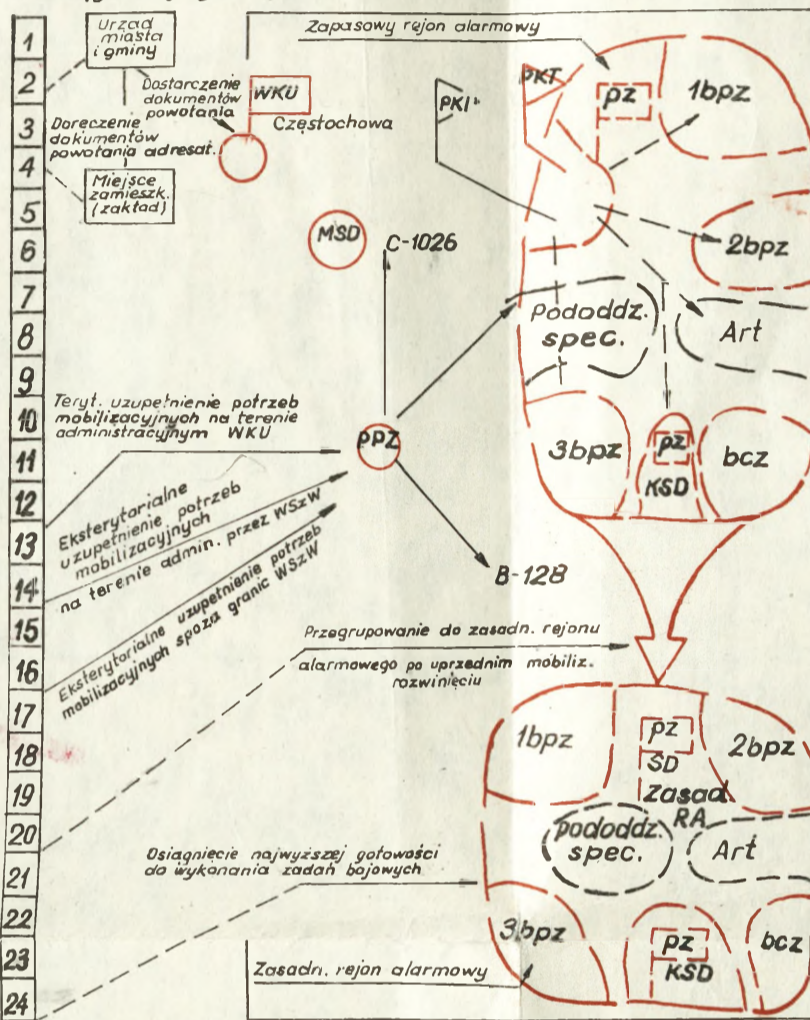 1
2
3
4
5
6
7
8
9
10
11
12
13
14
15
16
17
18
19
20
21
22
23
24
Urząd
miasta
i gminy
Dostarczenie
dokumentów
powołania
Doręczenie
dokumentów
powołania adresat.
Miejsce
zamieszk.
(zakład)
WKU
Częstochowa
Zapasowy rejon alarmowy
PKT
pz
1bpz
2bpz
MSD
C-1026
Pododdz.
spec.
Art
Teryt. uzupełnienie potrzeb
mobilizacyjnych na terenie
administracyjnym WKU
PPZ
3bpz
pz
KSD
bcz
Eksterytorialne
uzupełnienie potrzeb
mobilizacyjnych
na terenie admin. przez WSzW
B-128
Eksterytorialne uzupełnienie potrzeb
mobilizacyjnych spoza granic WSzW
Przegrupowanie do zasadn. rejonu
alarmowego po uprzednim mobiliz.
rozwinięciu
1bpz
pz
SD
2bpz
Zasad.
RA
Pododdz.
spec.
Art
Osiągnięcie najwyższej gotowości
do wykonania zadań bojowych
3bpz
pz
KSD
bcz
Zasadn. rejon alarmowy